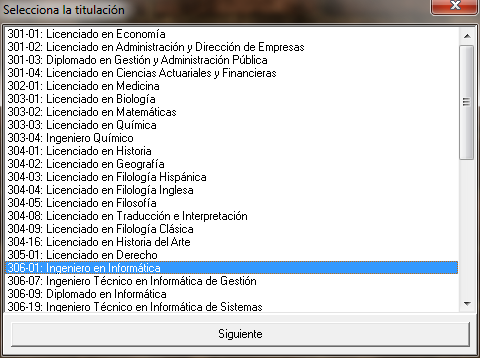 Selecciona la titulación
301-01: Licenciado en Economía
301-02: Licenciado en Administración y Dirección de Empresas
301-03: Diplomado en Gestión y Administración Pública
301-04: Licenciado en Ciencias Actuariales y Financieras
302-01: Licenciado en Medicina
303-01: Licenciado en Biología
303-02: Licenciado en Matemáticas
303-03: Licenciado en Química
303-04: Ingeniero Químico
304-01: Licenciado en Historia
304-02: Licenciado en Geografía
304-03: Licenciado en Filología Hispánica
304-04: Licenciado en Filología Inglesa
304-05: Licenciado en Filosofía
304-08: Licenciado en Traducción e Interpretación
304-09: Licenciado en Filología Clásica
304-16: Licenciado en Historia del Arte
305-01: Licenciado en Derecho
306-01: Ingeniero en Informática
306-07: Ingeniero Técnico en Informática de Gestión
306-09: Diplomado en Informática
306-19: Ingeniero Técnico en Informática de Sistemas
Siguiente